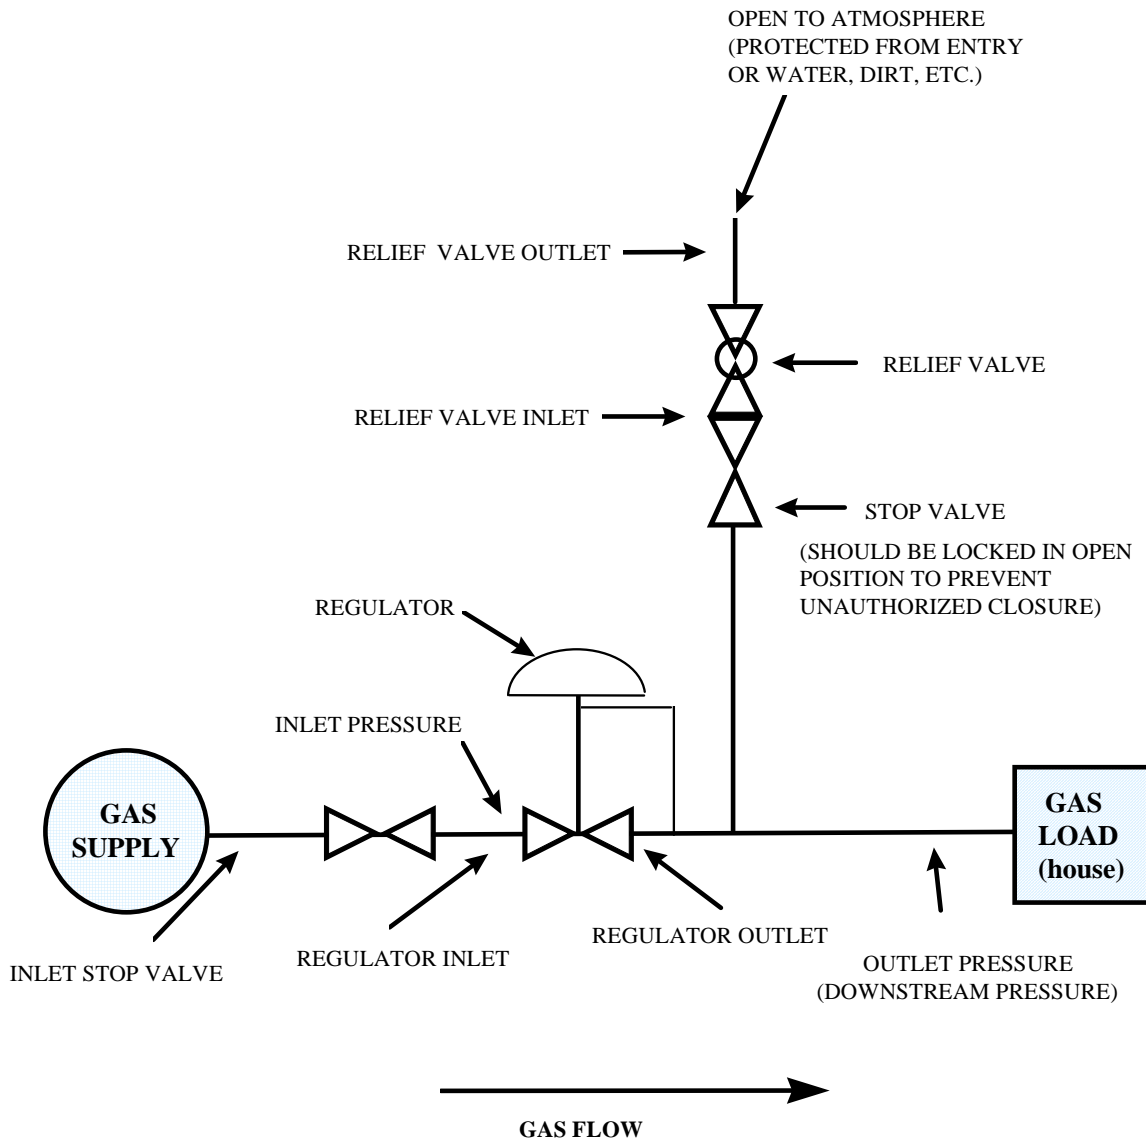 OPEN TO ATMOSPHERE
(PROTECTED FROM ENTRY
OR WATER, DIRT, ETC.)
RELIEF VALVE OUTLET
RELIEF VALVE
RELIEF VALVE INLET
STOP VALVE
(SHOULD BE LOCKED IN OPEN
POSITION TO PREVENT
UNAUTHORIZED CLOSURE)
REGULATOR
INLET PRESSURE
GAS
SUPPLY
GAS
LOAD
(house)
INLET STOP VALVE
REGULATOR INLET
REGULATOR OUTLET
OUTLET PRESSURE
(DOWNSTREAM PRESSURE)
GAS FLOW